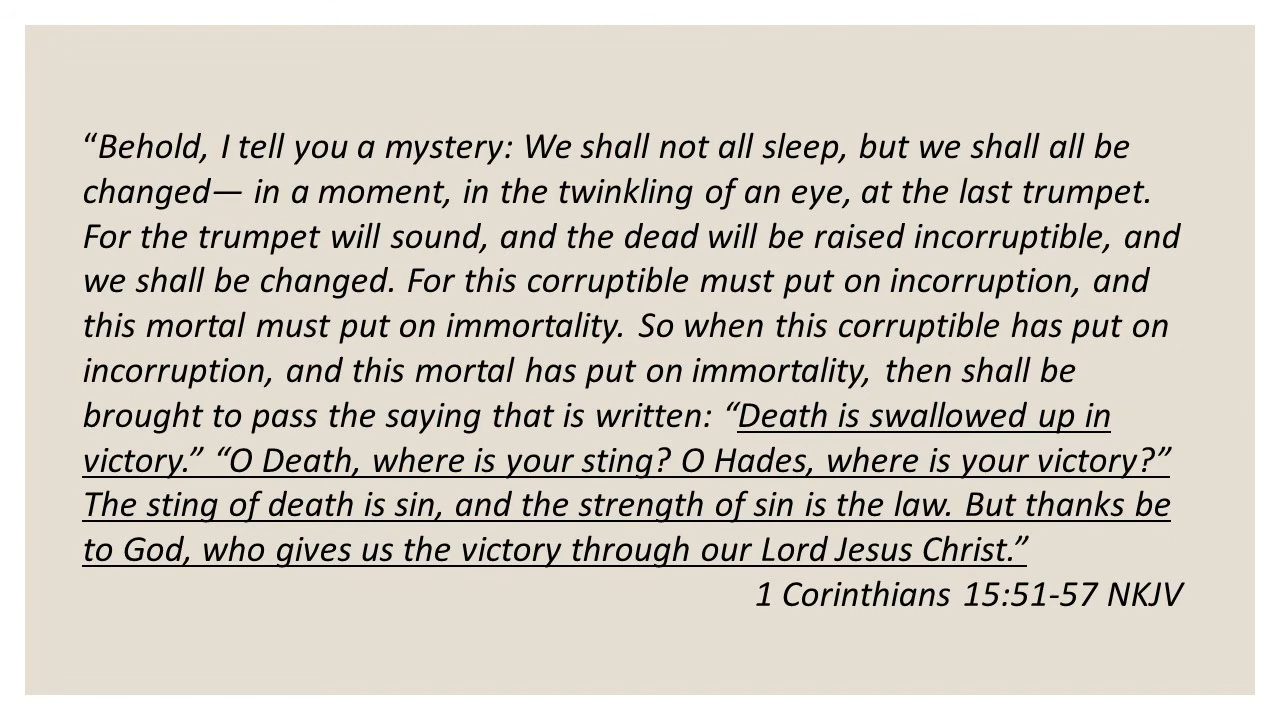 “Behold, I tell you a mystery: We shall not all sleep, but we shall all be
changed— in a moment, in the twinkling of an eye, at the last trumpet.
For the trumpet will sound, and the dead will be raised incorruptible, and
we shall be changed. For this corruptible must put on incorruption, and
this mortal must put on immortality. So when this corruptible has put on
incorruption, and this mortal has put on immortality, then shall be
brought to pass the saying that is written: “Death is swallowed up in
victory.” “O Death, where is your sting? O Hades, where is your victory?”
The sting of death is sin, and the strength of sin is the law. But thanks be
to God, who gives us the victory through our Lord Jesus Christ.”
1 Corinthians 15:51-57 NKJV